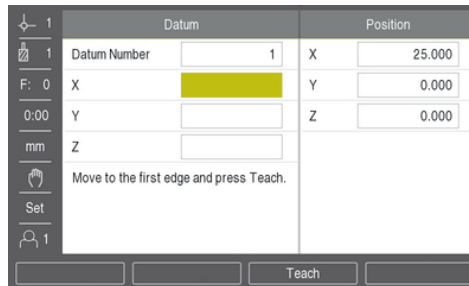 1
Datum
Position
1
Datum Number 1
X 25.000
F: 0
X
Y 0.000
0:00
Y
Z 0.000
mm
Z
Move to the first edge and press Teach.
Set
1
Teach